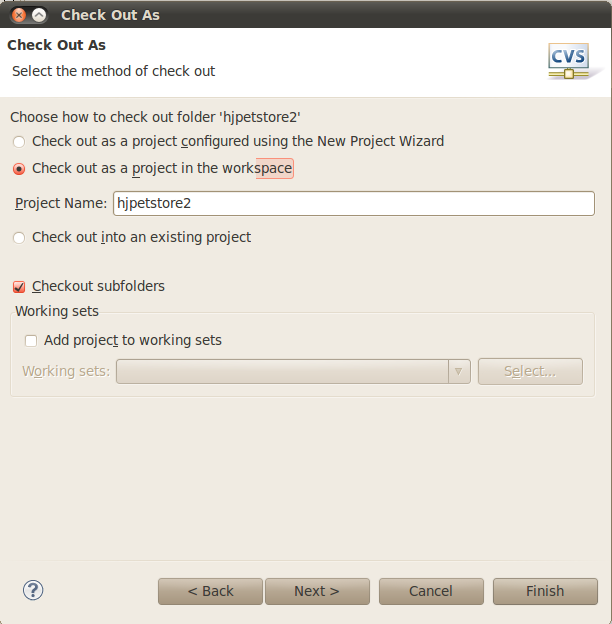 Check Out As
Check Out As
Select the method of check out
CVS
Choose how to check out folder 'hjpetstore2'
Check out as a project configured using the New Project Wizard
Check out as a project in the workspace
Project Name: hjpetstore2
Check out into an existing project
Checkout subfolders
Working sets
Add project to working sets
Working sets: Select...
? < Back Next > Cancel Finish